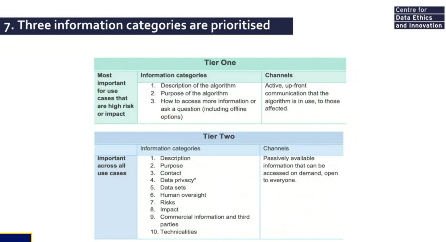 Centre for
Data Ethics
and Innovation
7. Three information categories are prioritised
Tier One
Most
important
for use
cases that
are high risk
or impact
Information categories
1. Description of the algorithm
2. Purpose of the algorithm
3. How to access more information or
ask a question (including offline
options)
Channels
Active, up-front
communication that the
algorithm is in use, to those
affected.
Tier Two
Important
across all
use cases
Information categories
1. Description
2. Purpose
3. Contact
4. Data privacy*
5. Data sets
6. Human oversight
7. Risks
8. Impact
9. Commercial information and third
parties
10. Technicalities
Channels
Passively available
information that can be
accessed on demand, open
to everyone.